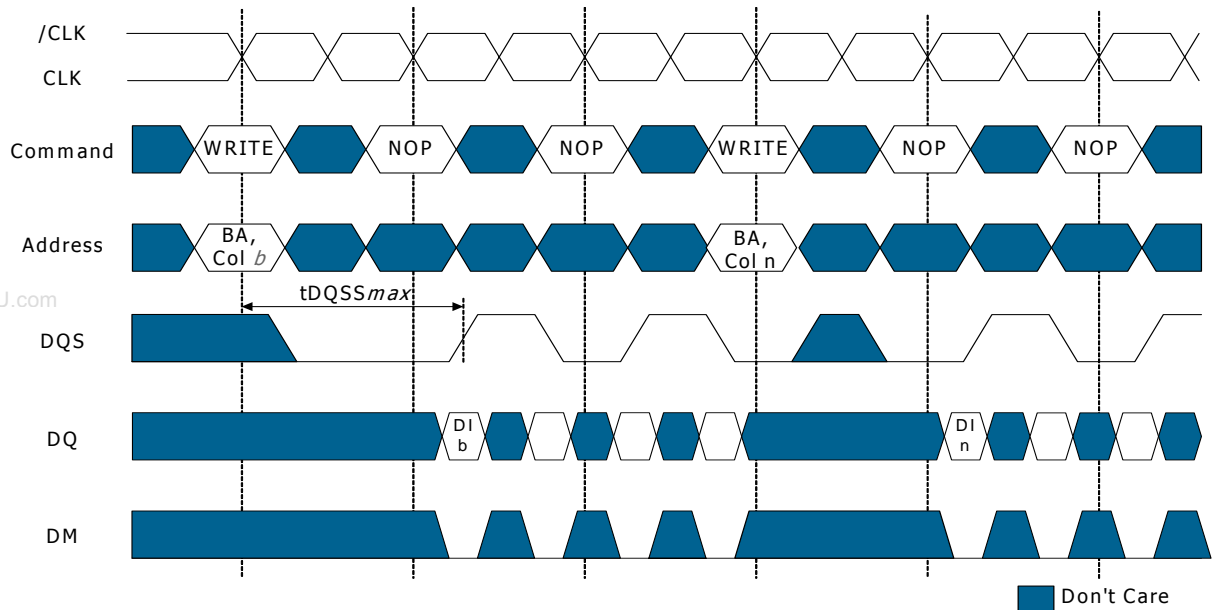 /CLK
CLK
Command
WRITE
NOP
NOP
WRITE
NOP
NOP
Address
BA,
Col b
BA,
Col n
J.com
tDQSSmax
DQS
DQ
DI
b
DI
n
DM
Don't Care